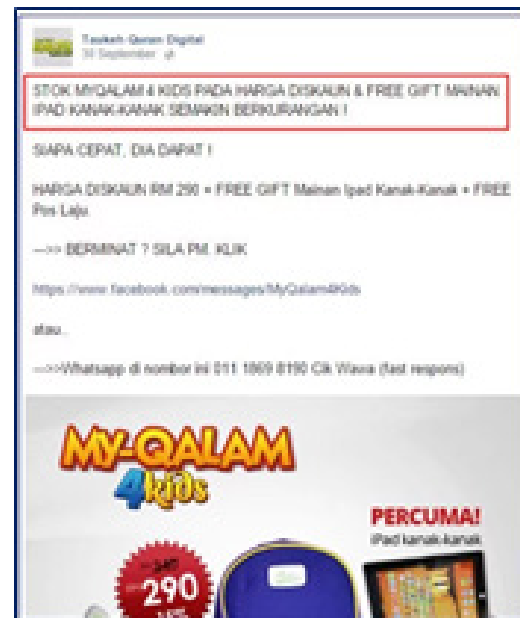 Taukeh Quran Digital
30 September
STOK MYQALAM 4 KIDS PADA HARGA DISKAUN & FREE GIFT MAINAN
IPAD KANAK-KANAK SEMAKIN BERKURANGAN !
SIAPA CEPAT, DIA DAPAT !
HARGA DISKAUN RM 290 + FREE GIFT Mainan Ipad Kanak-Kanak + FREE
Pos Laju.
--->> BERMINAT ? SILA PM, KLIK
https://www.facebook.com/messages/MyQalam4Kids
atau..
--->>Whatsapp di nombor ini 011 1869 8190 Cik Wawa (fast respons)
MY-QALAM
4kids
PERCUMA!
iPad kanak-kanak
290